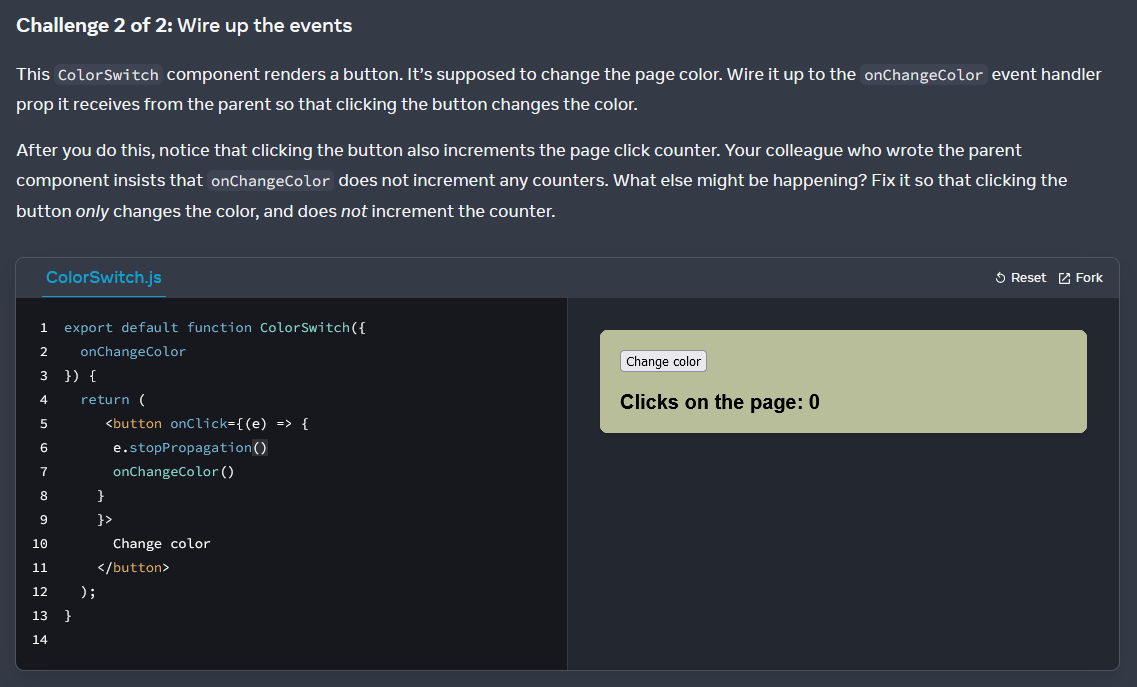 Challenge 2 of 2: Wire up the events
This ColorSwitch component renders a button. It’s supposed to change the page color. Wire it up to the onChangeColor event handler
prop it receives from the parent so that clicking the button changes the color.
After you do this, notice that clicking the button also increments the page click counter. Your colleague who wrote the parent
component insists that onChangeColor does not increment any counters. What else might be happening? Fix it so that clicking the
button only changes the color, and does not increment the counter.
ColorSwitch.js
Reset Fork
1 export default function ColorSwitch({
2   onChangeColor
3 }) {
4   return (
5      <button onClick={(e) => {
6       e.stopPropagation()
7       onChangeColor()
8     }
9     }>
10       Change color
11     </button>
12   );
13 }
14
Change color
Clicks on the page: 0